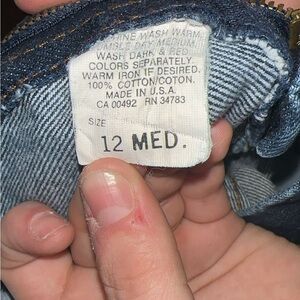 MACHINE WASH WARM
TUMBLE DRY MEDIUM
WASH DARK & RED
COLORS SEPARATELY.
WARM IRON IF DESIRED.
100% COTTON/COTON.
MADE IN U.S.A.
CA 00492 RN 34783
SIZE
12 MED.